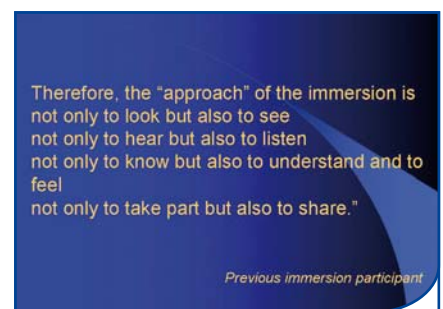 Therefore, the “approach” of the immersion is
not only to look but also to see
not only to hear but also to listen
not only to know but also to understand and to
feel
not only to take part but also to share.”
Previous immersion participant